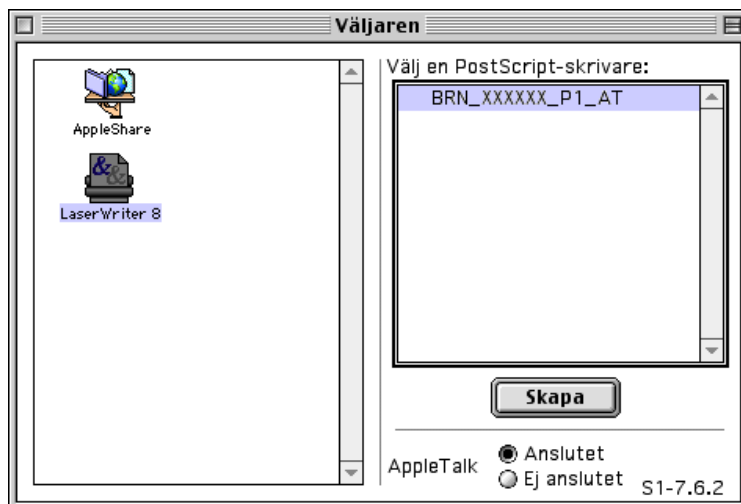 Väljaren
AppleShare
LaserWriter 8
Välj en PostScript-skrivare:
BRN_XXXXXX_P1_AT
Skapa
AppleTalk
Anslutet
Ej anslutet
S1-7.6.2